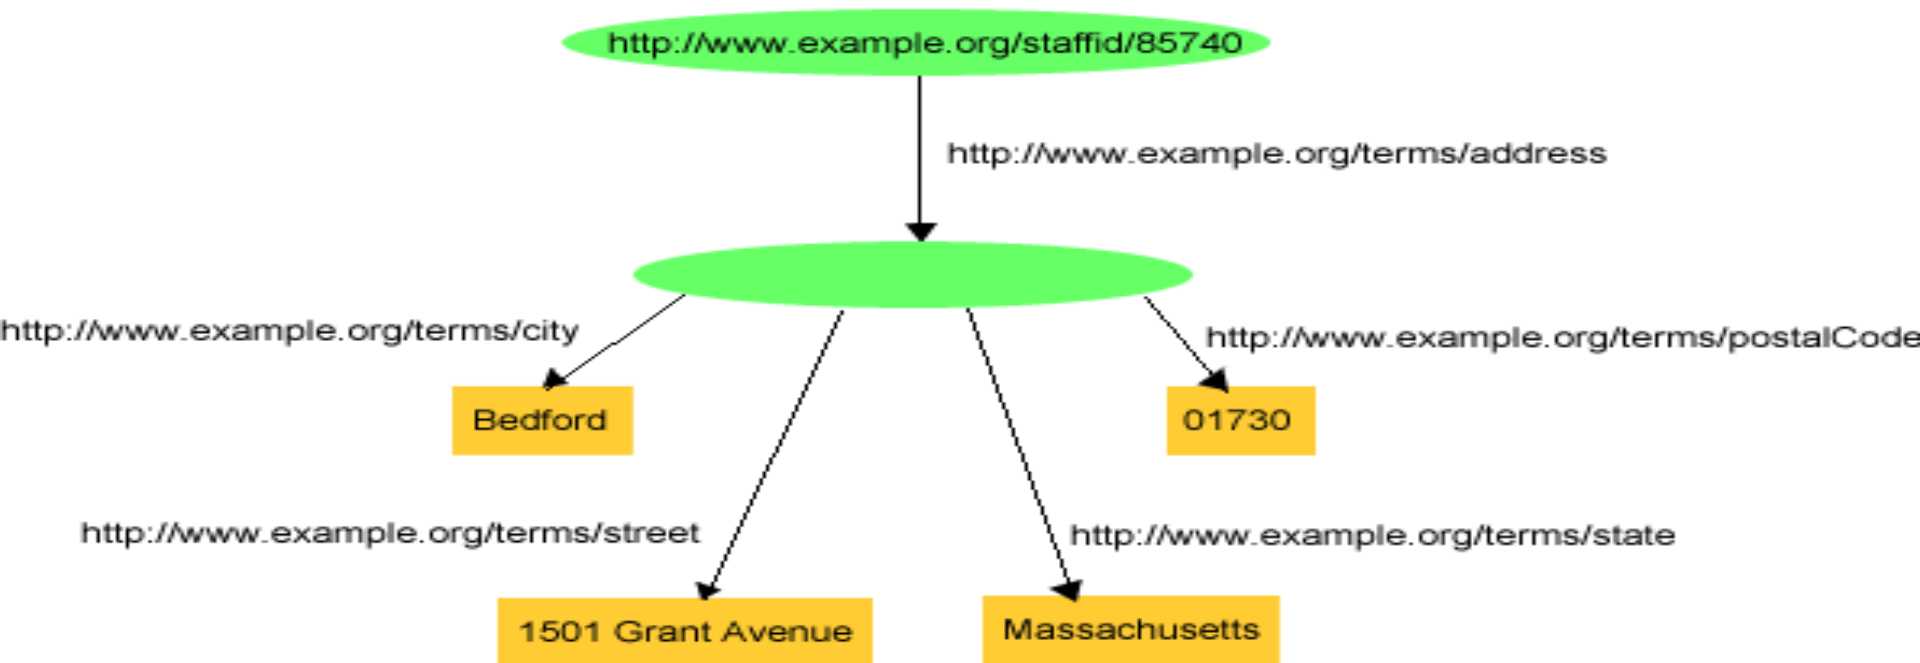 http://www.example.org/staffid/85740
http://www.example.org/terms/address
http://www.example.org/terms/city
http://www.example.org/terms/postalCode
Bedford
01730
http://www.example.org/terms/street
http://www.example.org/terms/state
1501 Grant Avenue
Massachusetts